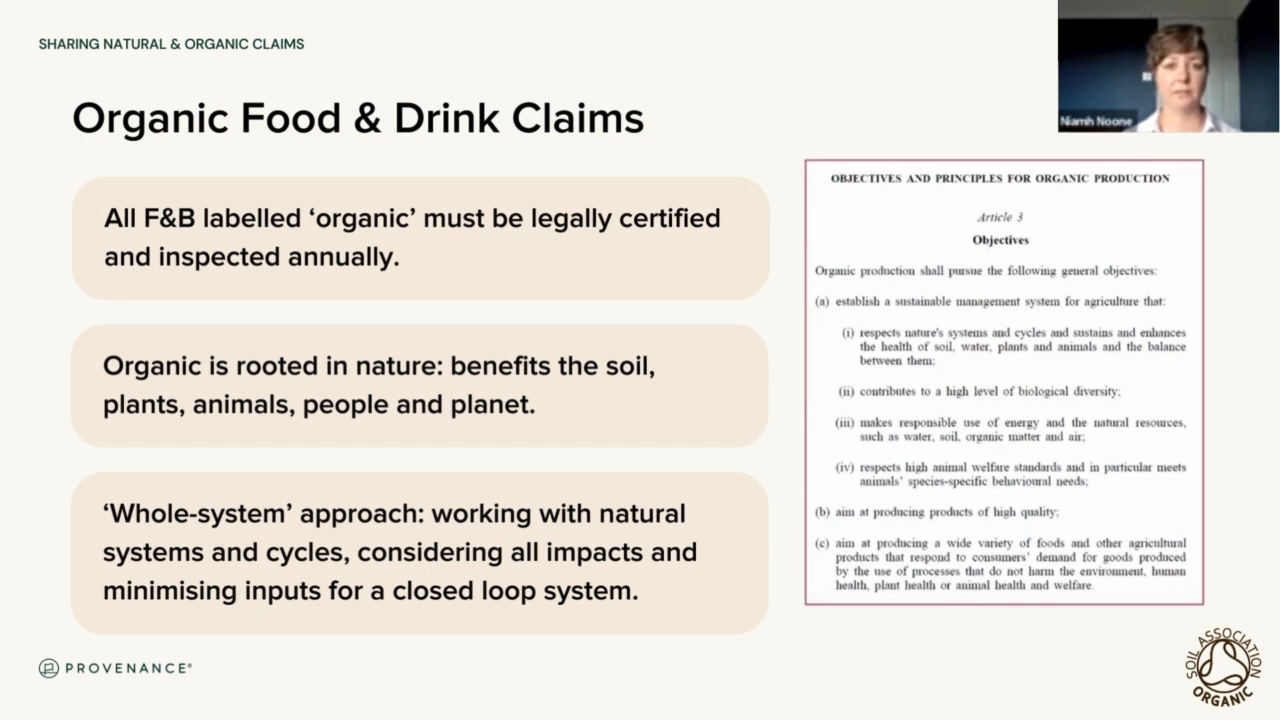 SHARING NATURAL & ORGANIC CLAIMS
Organic Food & Drink Claims
All F&B labelled ‘organic’ must be legally certified
and inspected annually.
Organic is rooted in nature: benefits the soil,
plants, animals, people and planet.
‘Whole-system’ approach: working with natural
systems and cycles, considering all impacts and
minimising inputs for a closed loop system.
PROVENANCE®
Niamh Noone
OBJECTIVES AND PRINCIPLES FOR ORGANIC PRODUCTION
Article 3
Objectives
Organic production shall pursue the following general objectives:
(a) establish a sustainable management system for agriculture that:
(i) respects nature's systems and cycles and sustains and enhances
the health of soil, water, plants and animals and the balance
between them;
(ii) contributes to a high level of biological diversity;
(iii) makes responsible use of energy and the natural resources,
such as water, soil, organic matter and air;
(iv) respects high animal welfare standards and in particular meets
animals’ species-specific behavioural needs;
(b) aim at producing products of high quality;
(c) aim at producing a wide variety of foods and other agricultural
products that respond to consumers’ demand for goods produced
by the use of processes that do not harm the environment, human
health, plant health or animal health and welfare.
SOIL ASSOCIATION
ORGANIC